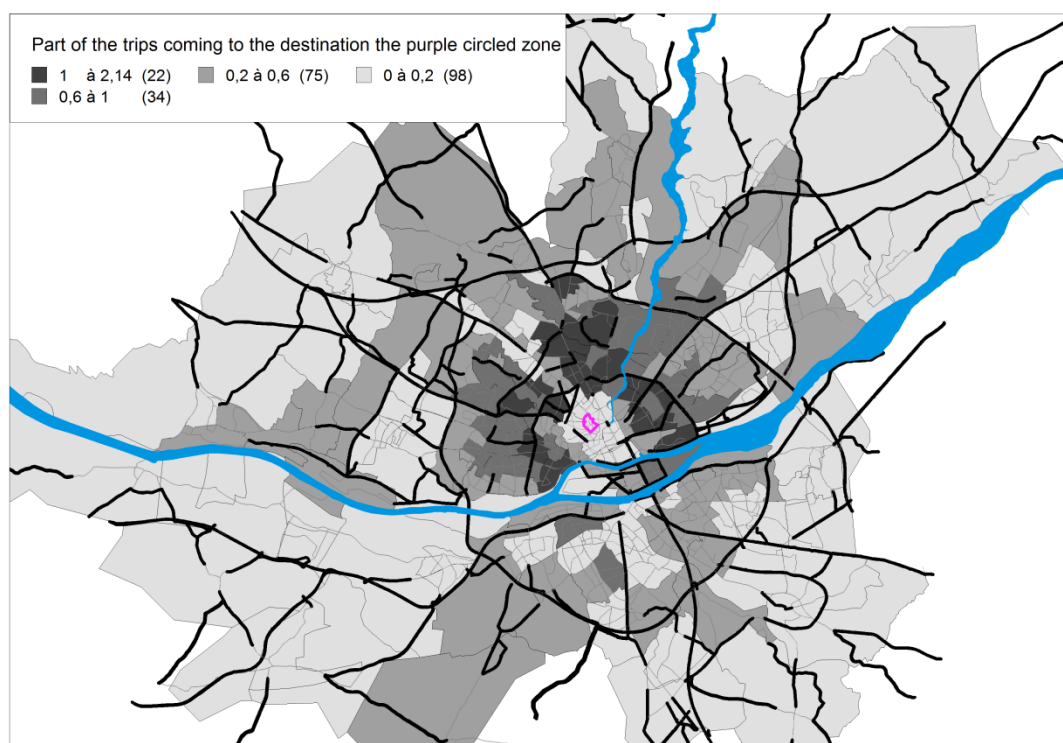 Part of the trips coming to the destination the purple circled zone
1 à 2,14 (22) 0,2 à 0,6 (75) 0 à 0,2 (98)
0,6 à 1 (34)